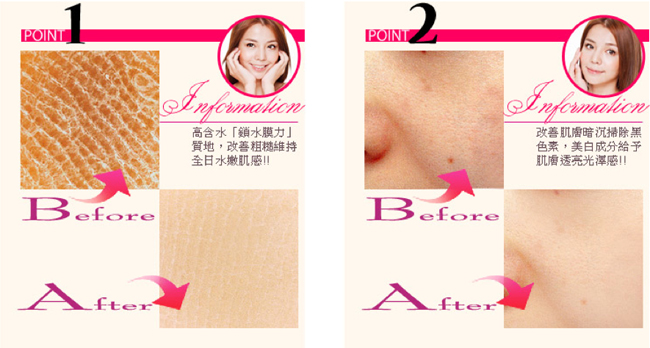 POINT 1
Information
高含水「鎖水膜力」
質地，改善粗糙維持
全日水嫩肌感!!
Before
After
POINT 2
Information
改善肌膚暗沉掃除黑
色素，美白成分給予
肌膚透亮光澤感!!
Before
After